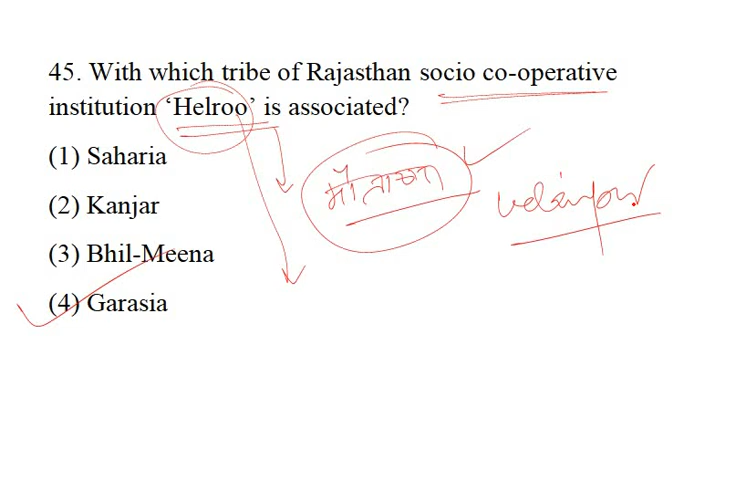 45. With which tribe of Rajasthan socio co-operative
institution ‘Helroo’ is associated?
(1) Saharia
(2) Kanjar
(3) Bhil-Meena
(4) Garasia